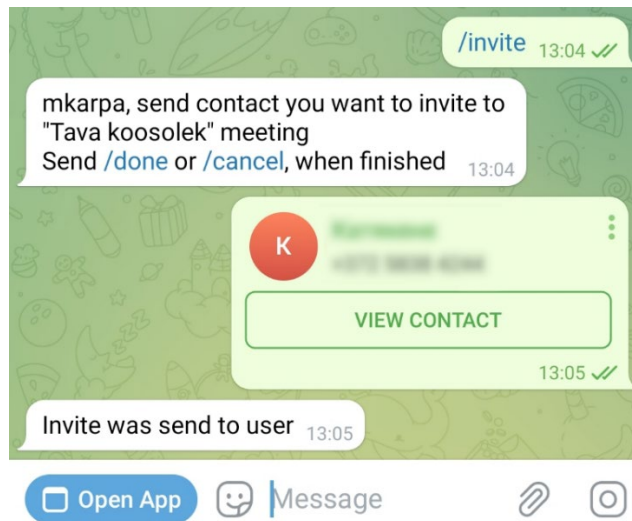 /invite 13:04
mkarpa, send contact you want to invite to
"Tava koosolek" meeting
Send /done or /cancel, when finished 13:04
K
VIEW CONTACT
13:05
Invite was send to user 13:05
Open App Message